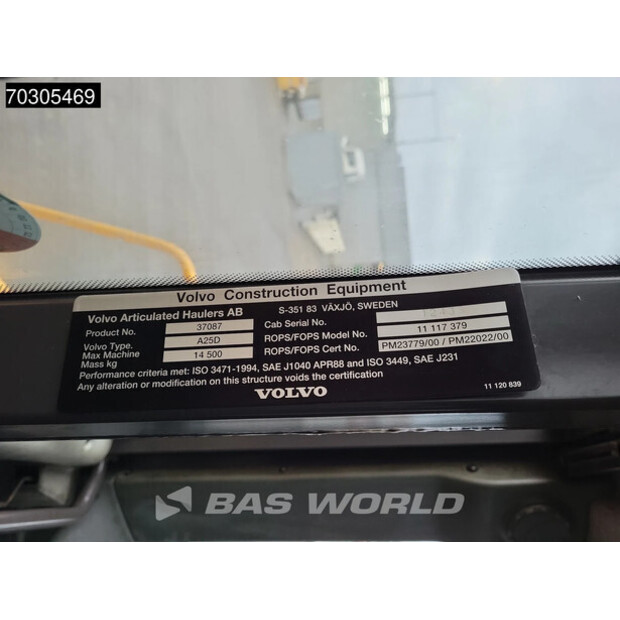 70305469
Volvo Construction Equipment
Volvo Articulated Haulers AB S-351 83 VÄXJÖ, SWEDEN
Product No. 37087 Cab Serial No.
Volvo Type. A25D ROPS/FOPS Model No. 11 117 379
Max Machine Mass kg 14 500 ROPS/FOPS Cert No. PM23779/00 / PM22022/00
Performance criteria met: ISO 3471-1994, SAE J1040 APR88 and ISO 3449, SAE J231
Any alteration or modification on this structure voids the certification
VOLVO
11 120 839
BAS WORLD